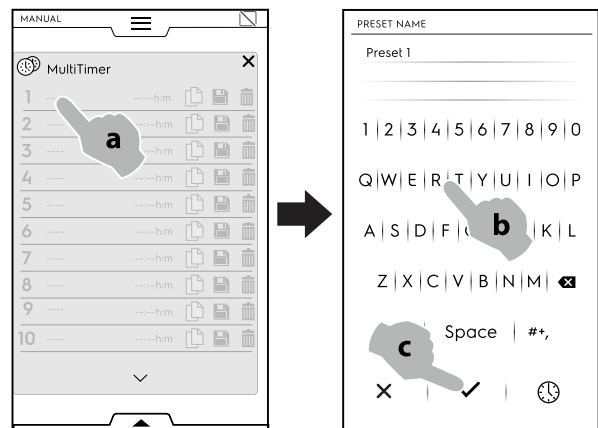 MANUAL
MultiTimer
1 ---- --:--h:m
2 ---- --:--h:m
3 ---- --:--h:m
4 ---- --:--h:m
5 ---- --:--h:m
6 ---- --:--h:m
7 ---- --:--h:m
8 ---- --:--h:m
9 ---- --:--h:m
10 ---- --:--h:m
a
PRESET NAME
Preset 1
1 | 2 | 3 | 4 | 5 | 6 | 7 | 8 | 9 | 0
Q | W | E | R | T | Y | U | I | O | P
A | S | D | F | K | L
b
Z | X | C | V | B | N | M
Space | #+,
c